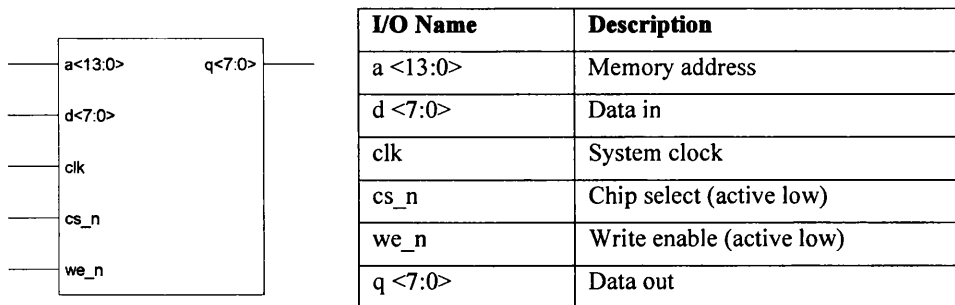 a<13:0> q<7:0>
d<7:0>
clk
cs_n
we_n
I/O Name Description
a <13:0> Memory address
d <7:0> Data in
clk System clock
cs_n Chip select (active low)
we_n Write enable (active low)
q <7:0> Data out